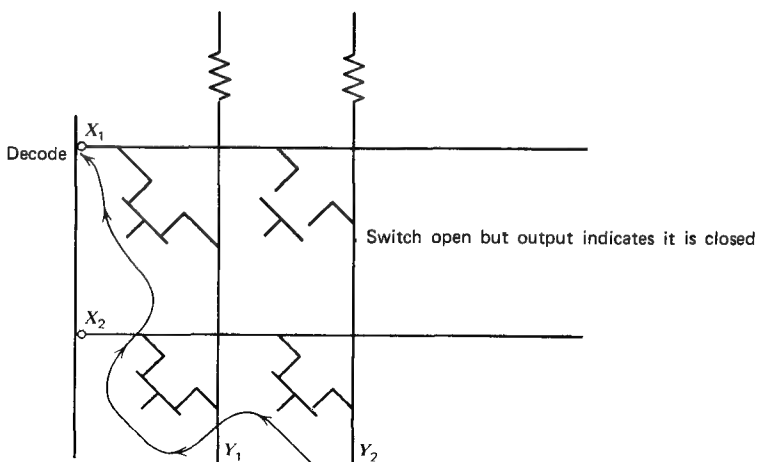 X₁
Decode
Switch open but output indicates it is closed
X₂
Y₁
Y₂